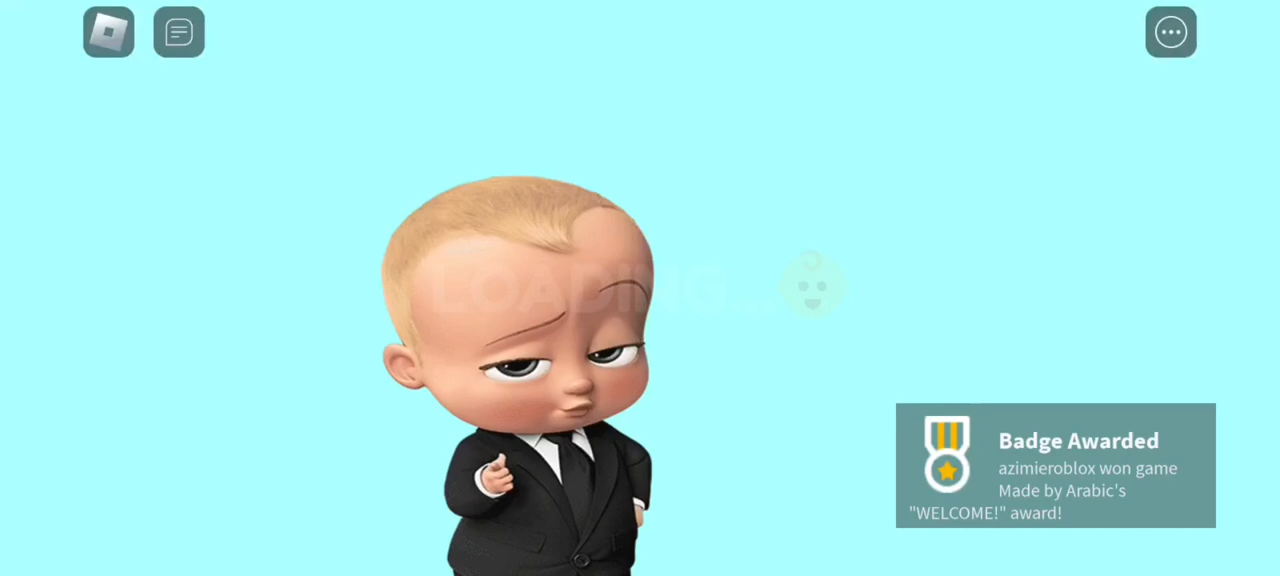 LOADING...
Badge Awarded
azimieroblox won game
Made by Arabic's
"WELCOME!" award!